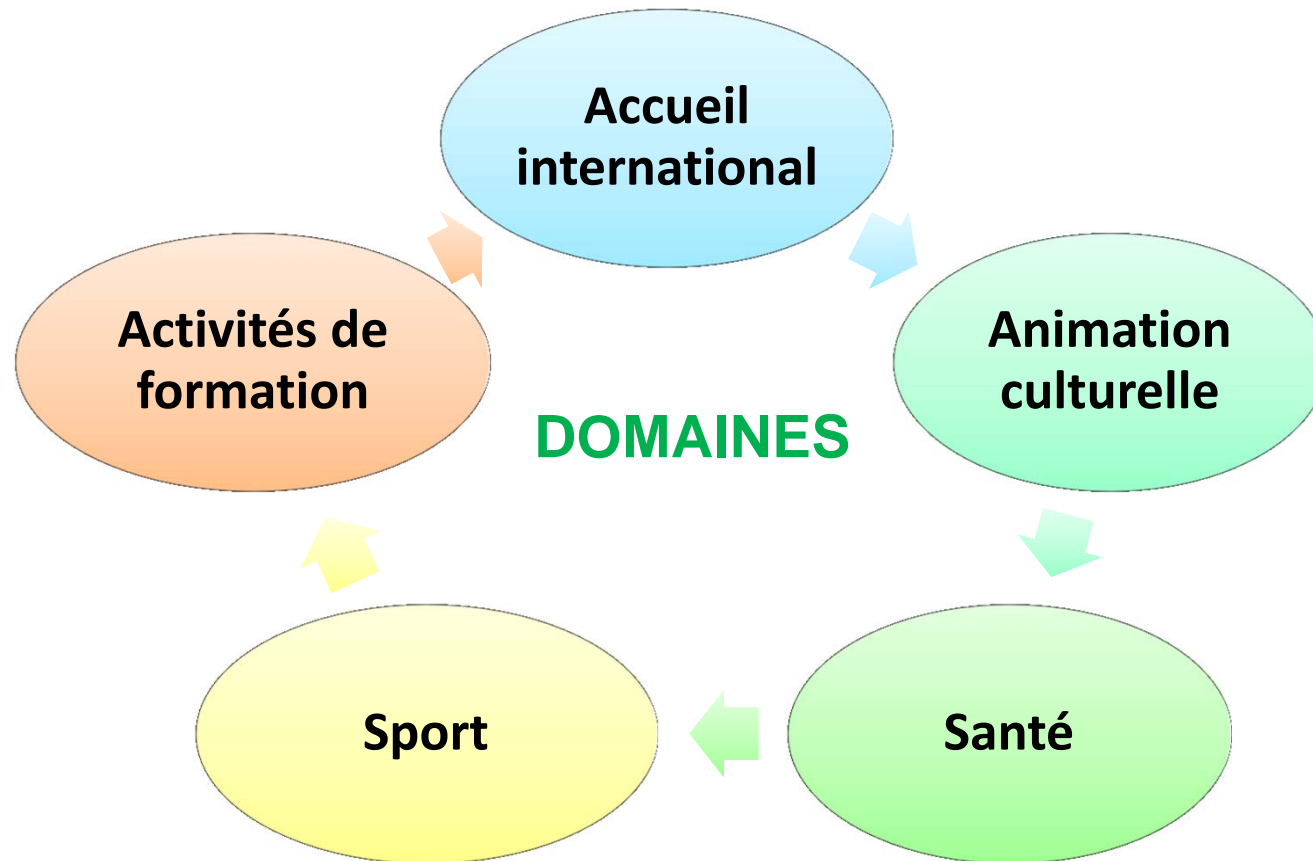 Accueil
international
Activités de
formation
Animation
culturelle
DOMAINES
Sport
Santé